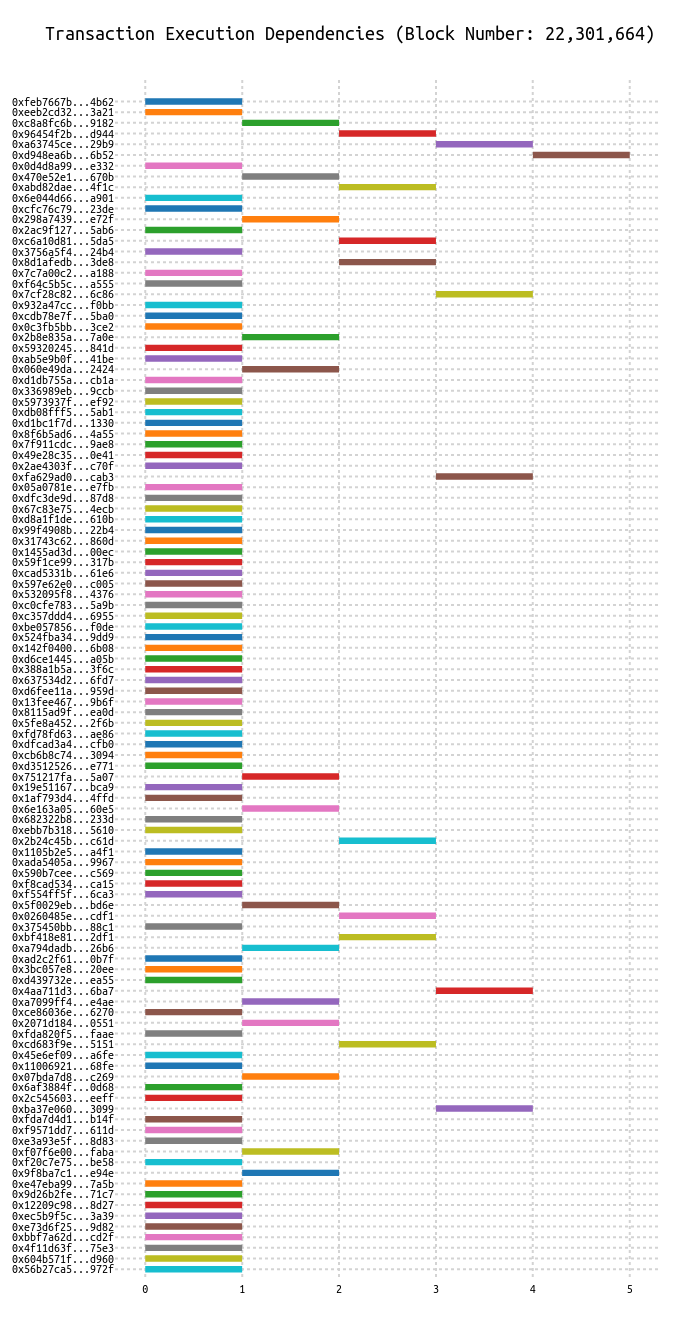 Transaction Execution Dependencies (Block Number: 22,301,664)
0xfeb7667b...4b62
0xeeb2cd32...3a21
0xc8a8fc6b...9182
0x96454f2b...d944
0xa63745ce...29b9
0xd948ea6b...6b52
0x0d4d8a99...e332
0x470e52e1...670b
0xabd82dae...4f1c
0x6e044d66...a901
0xcfc76c79...23de
0x298a7439...e72f
0x2ac9f127...5ab6
0xc6a10d81...5da5
0x3756a5f4...24b4
0x8d1afedb...3de8
0x7c7a00c2...a188
0xf64c5b5c...a555
0x7cf28c82...6c86
0x932a47cc...f0bb
0xcdb78e7f...5ba0
0x0c3fb5bb...3ce2
0x2b8e835a...7a0e
0x59320245...841d
0xab5e9b0f...41be
0x060e49da...2424
0xd1db755a...cb1a
0x336989eb...9ccb
0x5973937f...ef92
0xdb08fff5...5ab1
0xd1bc1f7d...1330
0x8f6b5ad6...4a55
0x7f911cdc...9ae8
0x49e28c35...0e41
0x2ae4303f...c70f
0xfa629ad0...cab3
0x05a0781e...e7fb
0xdfc3de9d...87d8
0x67c83e75...4ecb
0xd8a1f1de...610b
0x99f4908b...22b4
0x31743c62...860d
0x1455ad3d...00ec
0x59f1ce99...317b
0xcad5331b...61e6
0x597e62e0...c005
0x532095f8...4376
0xc0cfe783...5a9b
0xc357ddd4...6955
0xbe057856...f0de
0x524fba34...9dd9
0x142f0400...6b08
0xd6ce1445...a05b
0x388a1b5a...3f6c
0x637534d2...6fd7
0xd6fee11a...959d
0x13fee467...9b6f
0x8115ad9f...ea0d
0x5fe8a452...2f6b
0xfd78fd63...ae86
0xdfcad3a4...cfb0
0xcb6b8c74...3094
0xd3512526...e771
0x751217fa...5a07
0x19e51167...bca9
0x1af793d4...4ffd
0x6e163a05...60e5
0x682322b8...233d
0xebb7b318...5610
0x2b24c45b...c61d
0x1105b2e5...a4f1
0xada5405a...9967
0x590b7cee...c569
0xf8cad534...ca15
0xf554ff5f...6ca3
0x5f0029eb...bd6e
0x0260485e...cdf1
0x375450bb...88c1
0xbf418e81...2df1
0xa794dadb...26b6
0xad2c2f61...0b7f
0x3bc057e8...20ee
0xd439732e...ea55
0x4aa711d3...6ba7
0xa7099ff4...e4ae
0xce86036e...6270
0x2071d184...0551
0xfda820f5...faae
0xcd683f9e...5151
0x45e6ef09...a6fe
0x11006921...68fe
0x07bda7d8...c269
0x6af3884f...0d68
0x2c545603...eeff
0xba37e060...3099
0xfda7d4d1...b14f
0xf9571dd7...611d
0xe3a93e5f...8d83
0xf07f6e00...faba
0xf20c7e75...be58
0x9f8ba7c1...e94e
0xe47eba99...7a5b
0x9d26b2fe...71c7
0x12209c98...8d27
0xec5b9f5c...3a39
0xe73d6f25...9d82
0xbbf7a62d...cd2f
0x4f11d63f...75e3
0x604b571f...d960
0x56b27ca5...972f
0 1 2 3 4 5